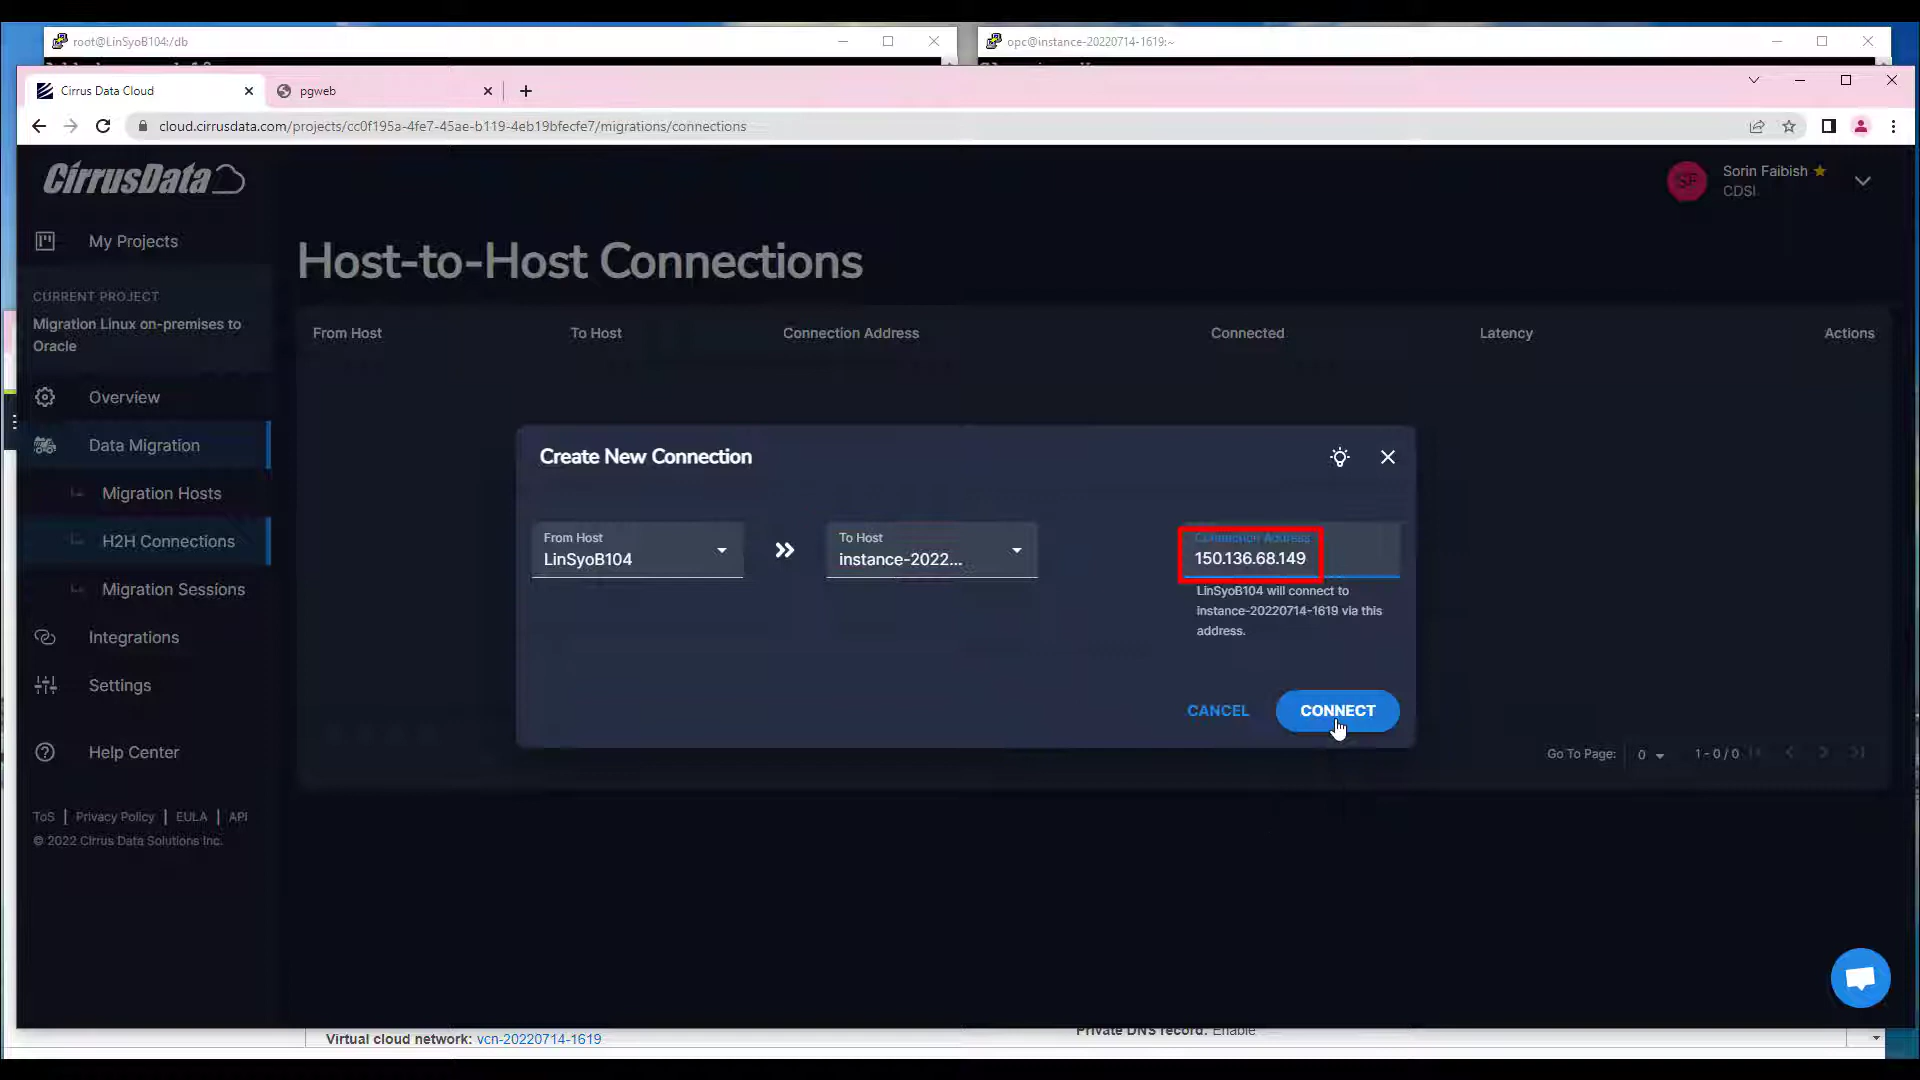 root@LinSyoB104:/db
opc@instance-20220714-1619:~
Cirrus Data Cloud
pgweb
cloud.cirrusdata.com/projects/cc0f195a-4fe7-45ae-b119-4eb19bfecfe7/migrations/connections
CirrusData
SF
Sorin Faibish
CDSI
My Projects
Host-to-Host Connections
CURRENT PROJECT
Migration Linux on-premises to
Oracle
From Host
To Host
Connection Address
Connected
Latency
Actions
Overview
Data Migration
Create New Connection
Migration Hosts
From Host
LinSyoB104
To Host
instance-2022...
Connection Address
150.136.68.149
H2H Connections
LinSyoB104 will connect to
instance-20220714-1619 via this
address.
Migration Sessions
Integrations
Settings
CANCEL
CONNECT
Help Center
Go To Page:
0
1 - 0 / 0
ToS | Privacy Policy | EULA | API
© 2022 Cirrus Data Solutions Inc.
Virtual cloud network: vcn-20220714-1619
Private DNS record: Enable